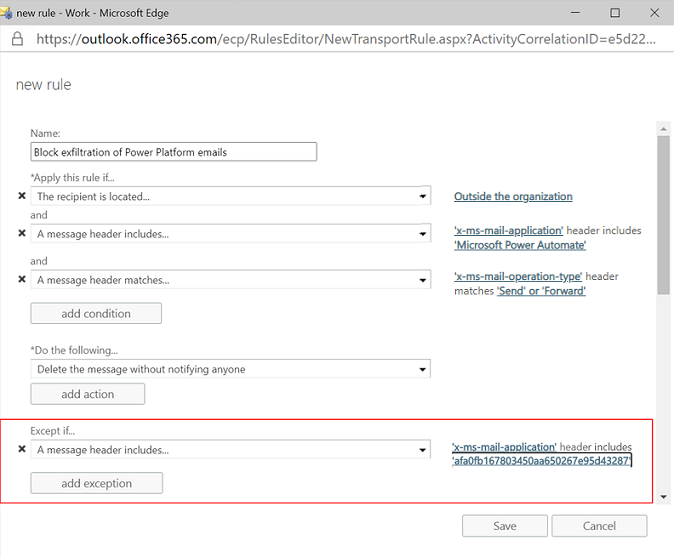 new rule - Work - Microsoft Edge
https://outlook.office365.com/ecp/RulesEditor/NewTransportRule.aspx?ActivityCorrelationID=e5d22...
new rule
Name:
Block exfiltration of Power Platform emails
*Apply this rule if...
The recipient is located...
Outside the organization
and
A message header includes...
'x-ms-mail-application' header includes
'Microsoft Power Automate'
and
A message header matches...
'x-ms-mail-operation-type' header
matches 'Send' or 'Forward'
add condition
*Do the following...
Delete the message without notifying anyone
add action
Except if...
A message header includes...
'x-ms-mail-application' header includes
'afa0fb167803450aa650267e95d43287'
add exception
Save
Cancel